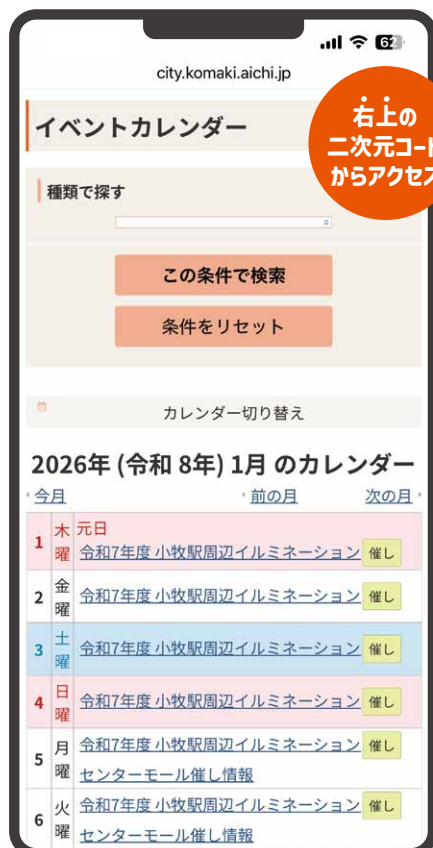 62
city.komaki.aichi.jp
イベントカレンダー
右上の
二次元コード
からアクセス
種類で探す
この条件で検索
条件をリセット
カレンダー切り替え
2026年 (令和 8年) 1月 のカレンダー
今月 前の月 次の月
1 木曜 元日
令和7年度 小牧駅周辺イルミネーション 催し
2 金曜 令和7年度 小牧駅周辺イルミネーション 催し
3 土曜 令和7年度 小牧駅周辺イルミネーション 催し
4 日曜 令和7年度 小牧駅周辺イルミネーション 催し
5 月曜 令和7年度 小牧駅周辺イルミネーション 催し
センターモール催し情報
6 火曜 令和7年度 小牧駅周辺イルミネーション 催し
センターモール催し情報